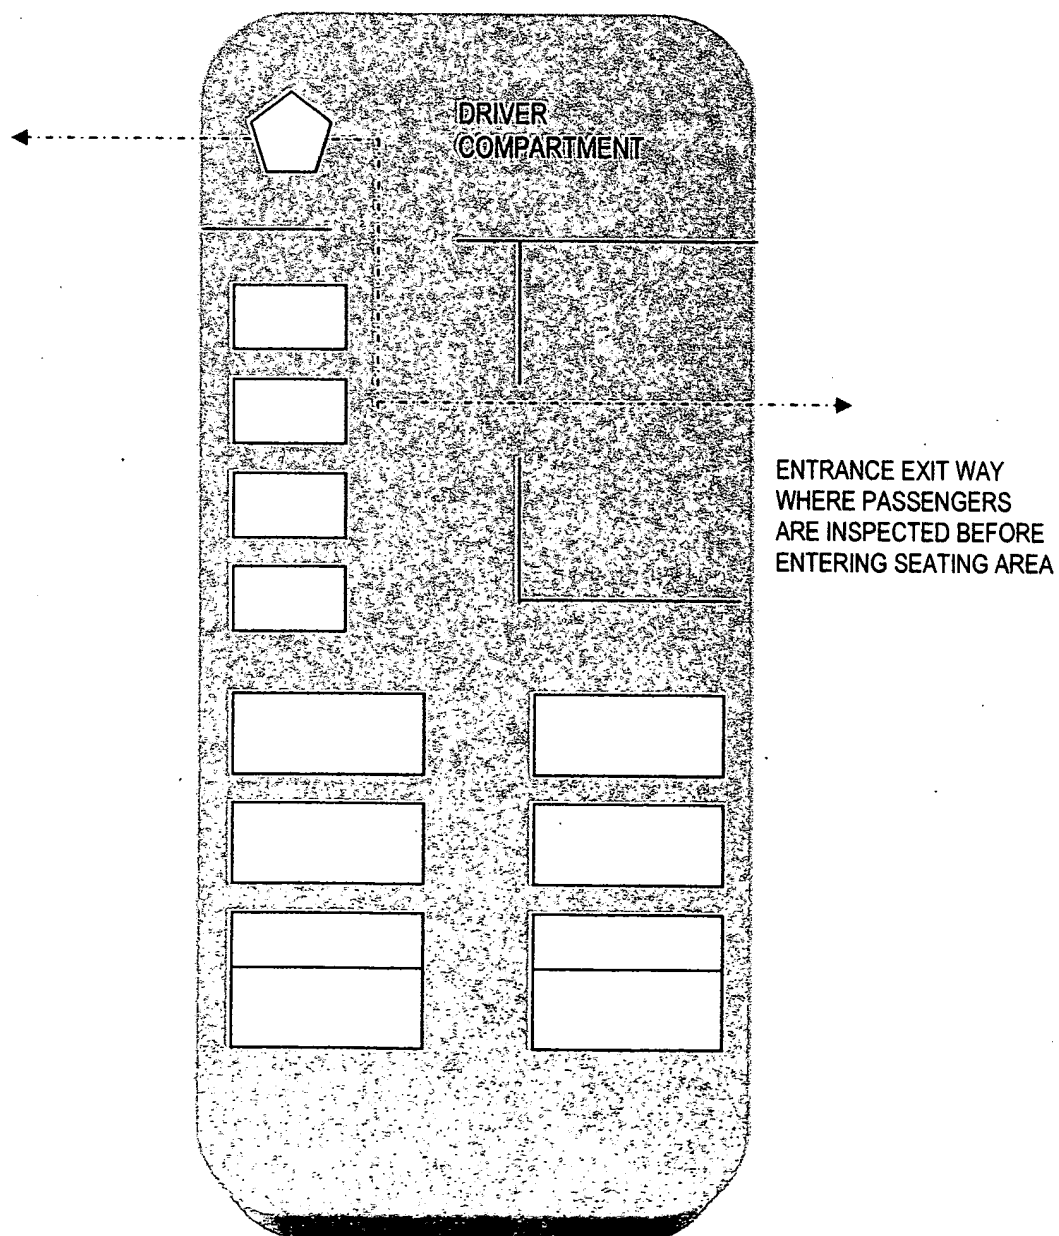 DRIVER
COMPARTMENT
ENTRANCE EXIT WAY
WHERE PASSENGERS
ARE INSPECTED BEFORE
ENTERING SEATING AREA